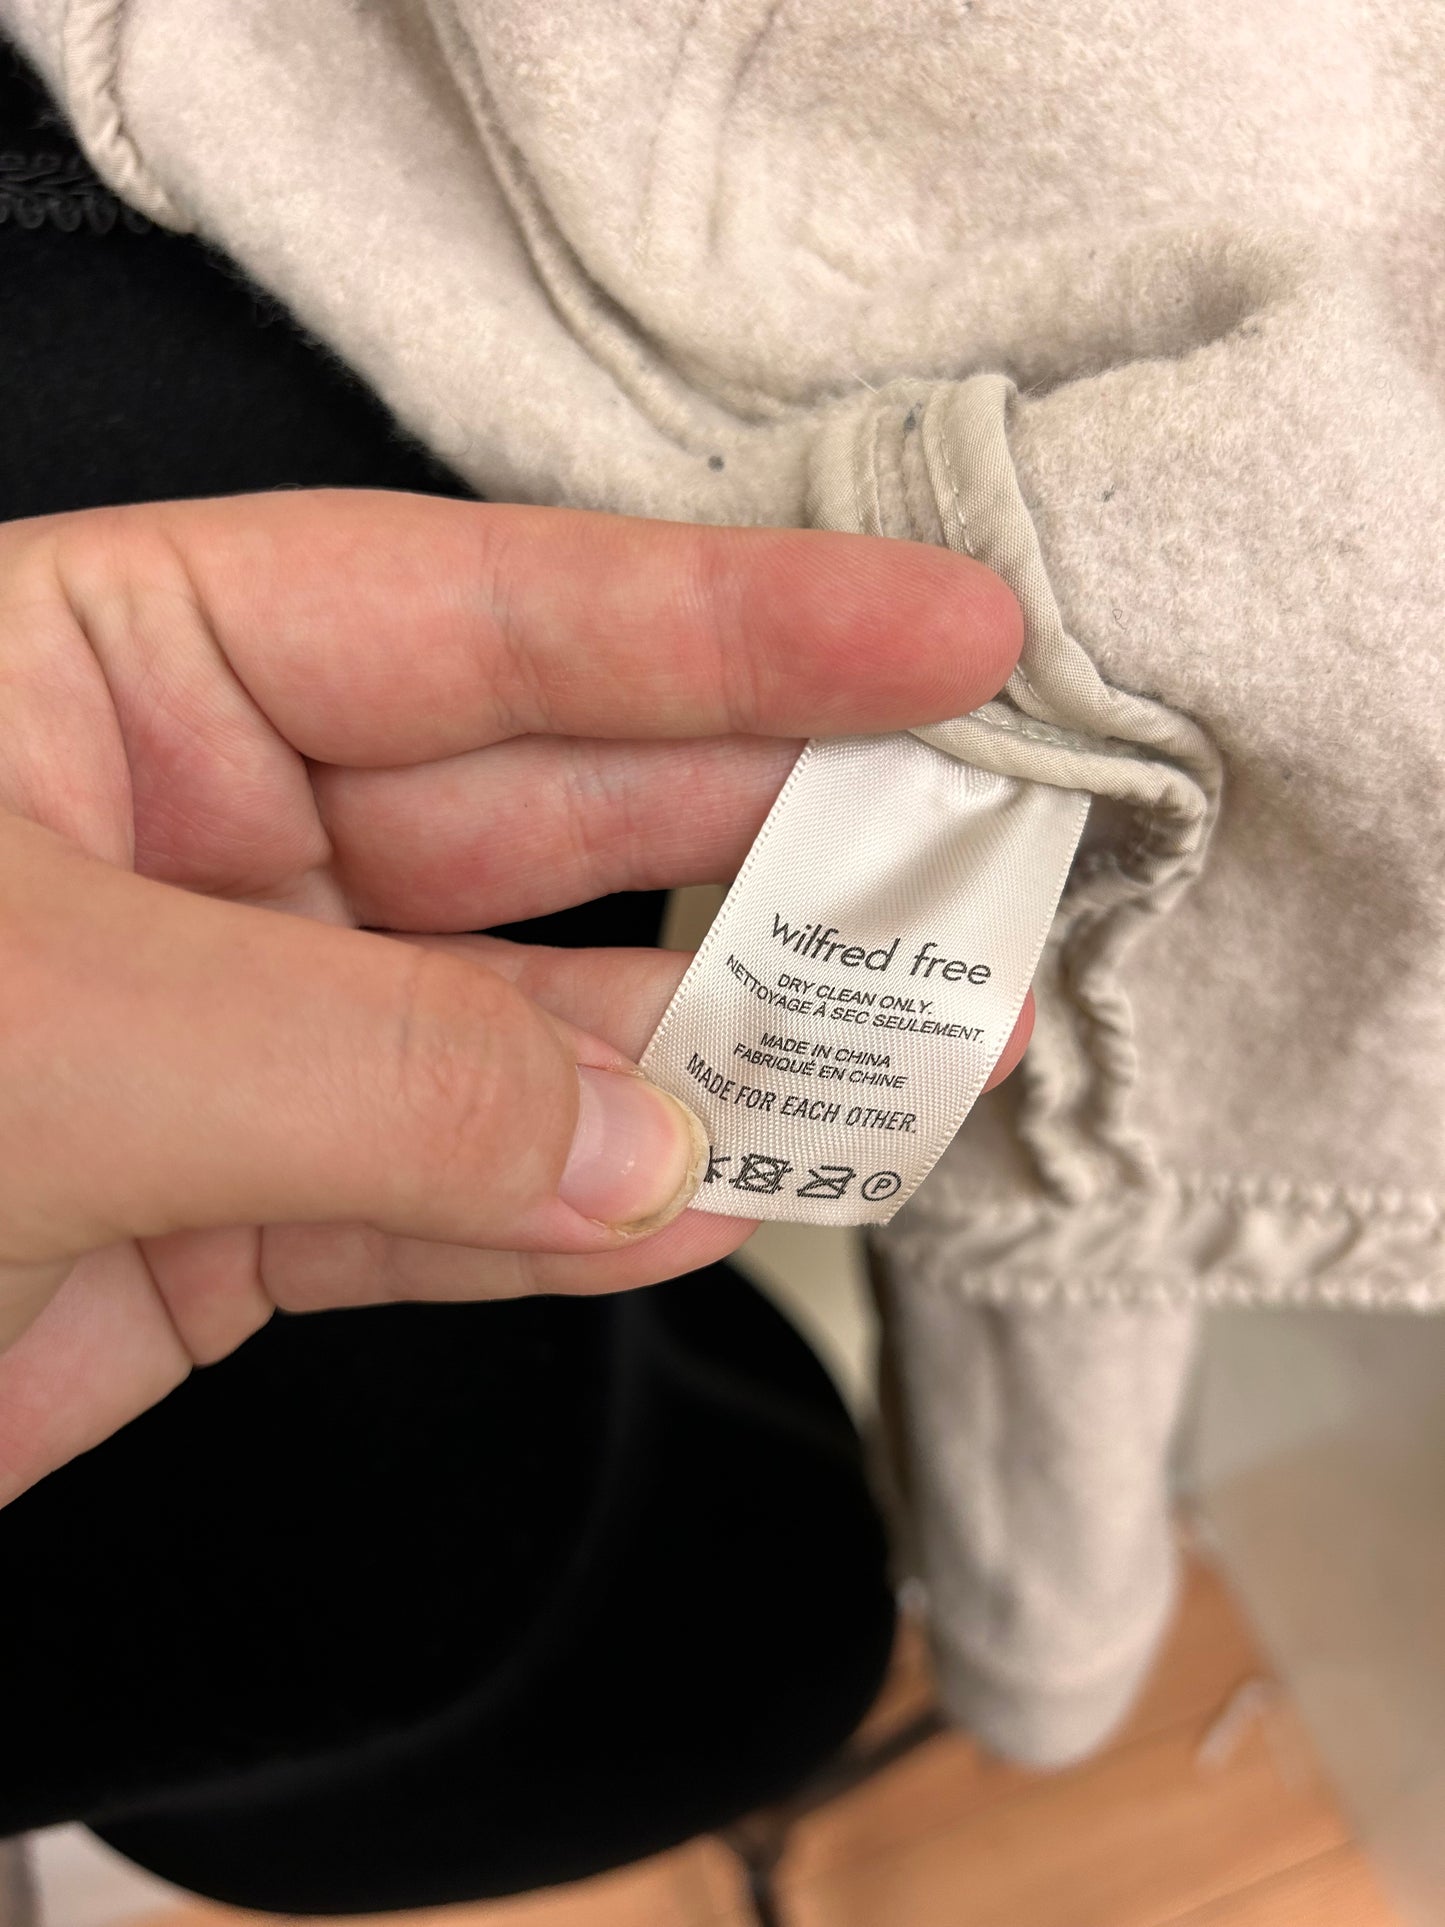 wilfred free
DRY CLEAN ONLY.
NETTOYAGE À SEC SEULEMENT.
MADE IN CHINA
FABRIQUÉ EN CHINE
MADE FOR EACH OTHER.
P